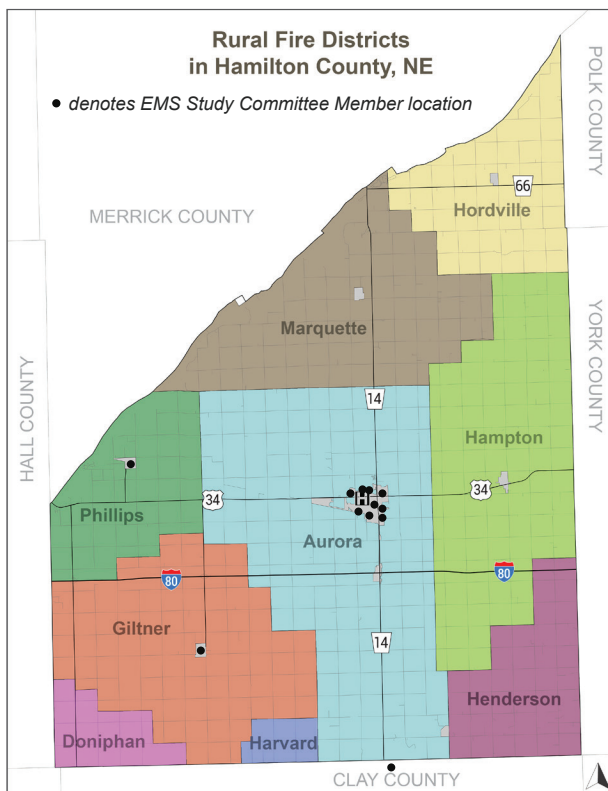 Rural Fire Districts
in Hamilton County, NE
• denotes EMS Study Committee Member location
POLK COUNTY
66
Hordville
MERRICK COUNTY
Marquette
YORK COUNTY
HALL COUNTY
14
Hampton
34
34
H
Phillips
Aurora
80
80
Giltner
14
Henderson
Doniphan
Harvard
CLAY COUNTY